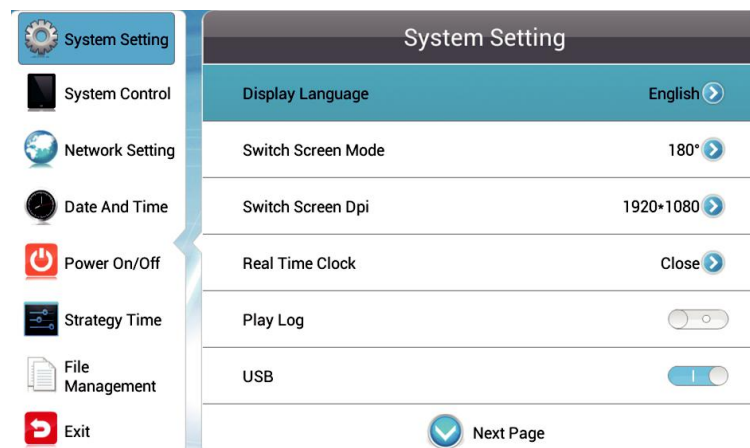 System Setting
System Control
Network Setting
Date And Time
Power On/Off
Strategy Time
File
Management
Exit
System Setting
Display Language English
Switch Screen Mode 180°
Switch Screen Dpi 1920*1080
Real Time Clock Close
Play Log
USB
Next Page